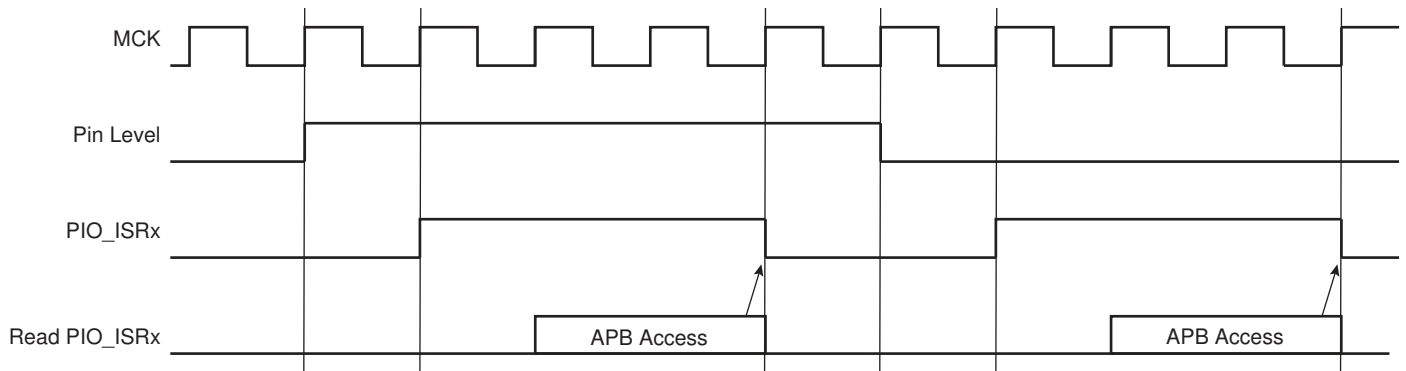 MCK
Pin Level
PIO_ISRx
Read PIO_ISRx
APB Access
APB Access